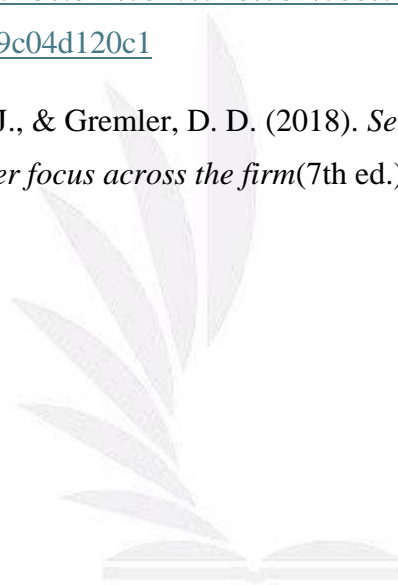 9c04d120c1
J., & Gremler, D. D. (2018). Se
er focus across the firm(7th ed.)